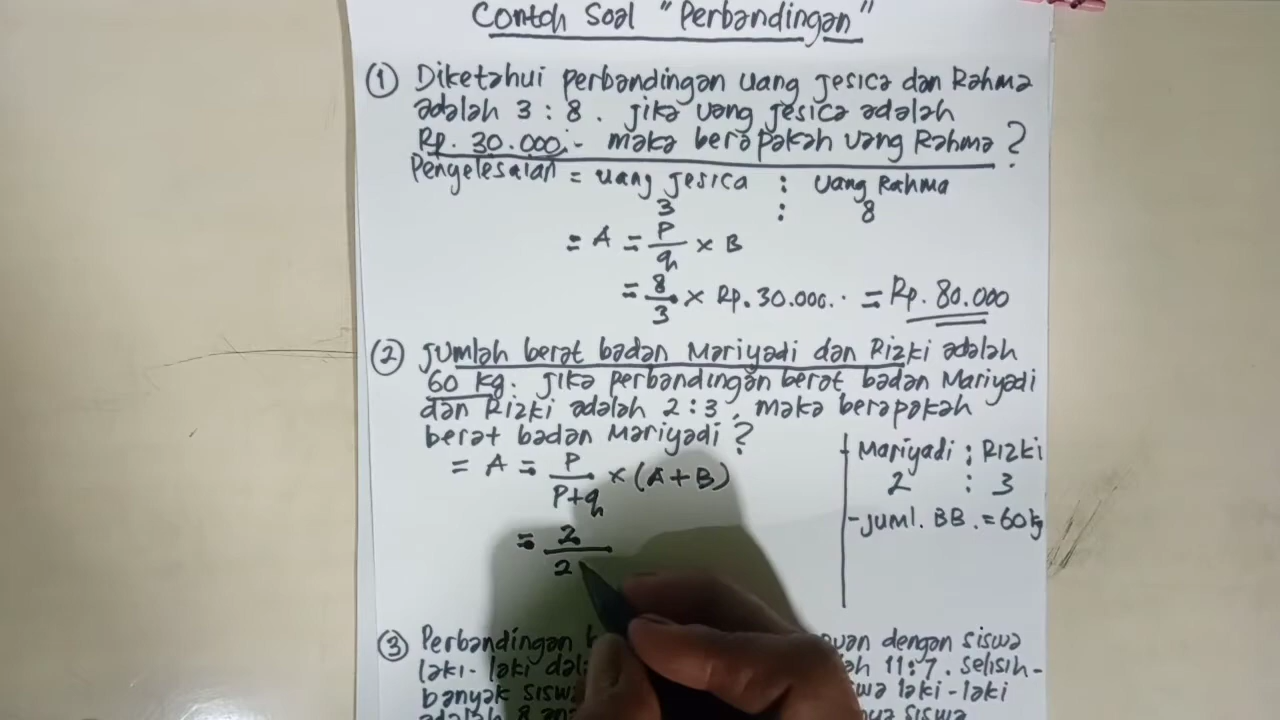 Contoh Soal "Perbandingan"
① Diketahui perbandingan uang Jesica dan Rahma
adalah 3 : 8. Jika uang Jesica adalah
Rp. 30.000,- maka berapakah uang Rahma?
Penyelesaian = uang Jesica : uang Rahma
3 : 8
= A = P/q × B
= 8/3 × Rp. 30.000.- = Rp. 80.000
② Jumlah berat badan Mariyadi dan Rizki adalah
60 kg. Jika perbandingan berat badan Mariyadi
dan Rizki adalah 2 : 3, maka berapakah
berat badan Mariyadi?
= A = P/P+q × (A+B)
= 2/2
Mariyadi : Rizki
2 : 3
- Juml. BB. = 60 kg
③ Perbandingan dengan siswa
laki-laki 11 : 7. Selisih-
banyak laki-laki
adalah 8 siswa